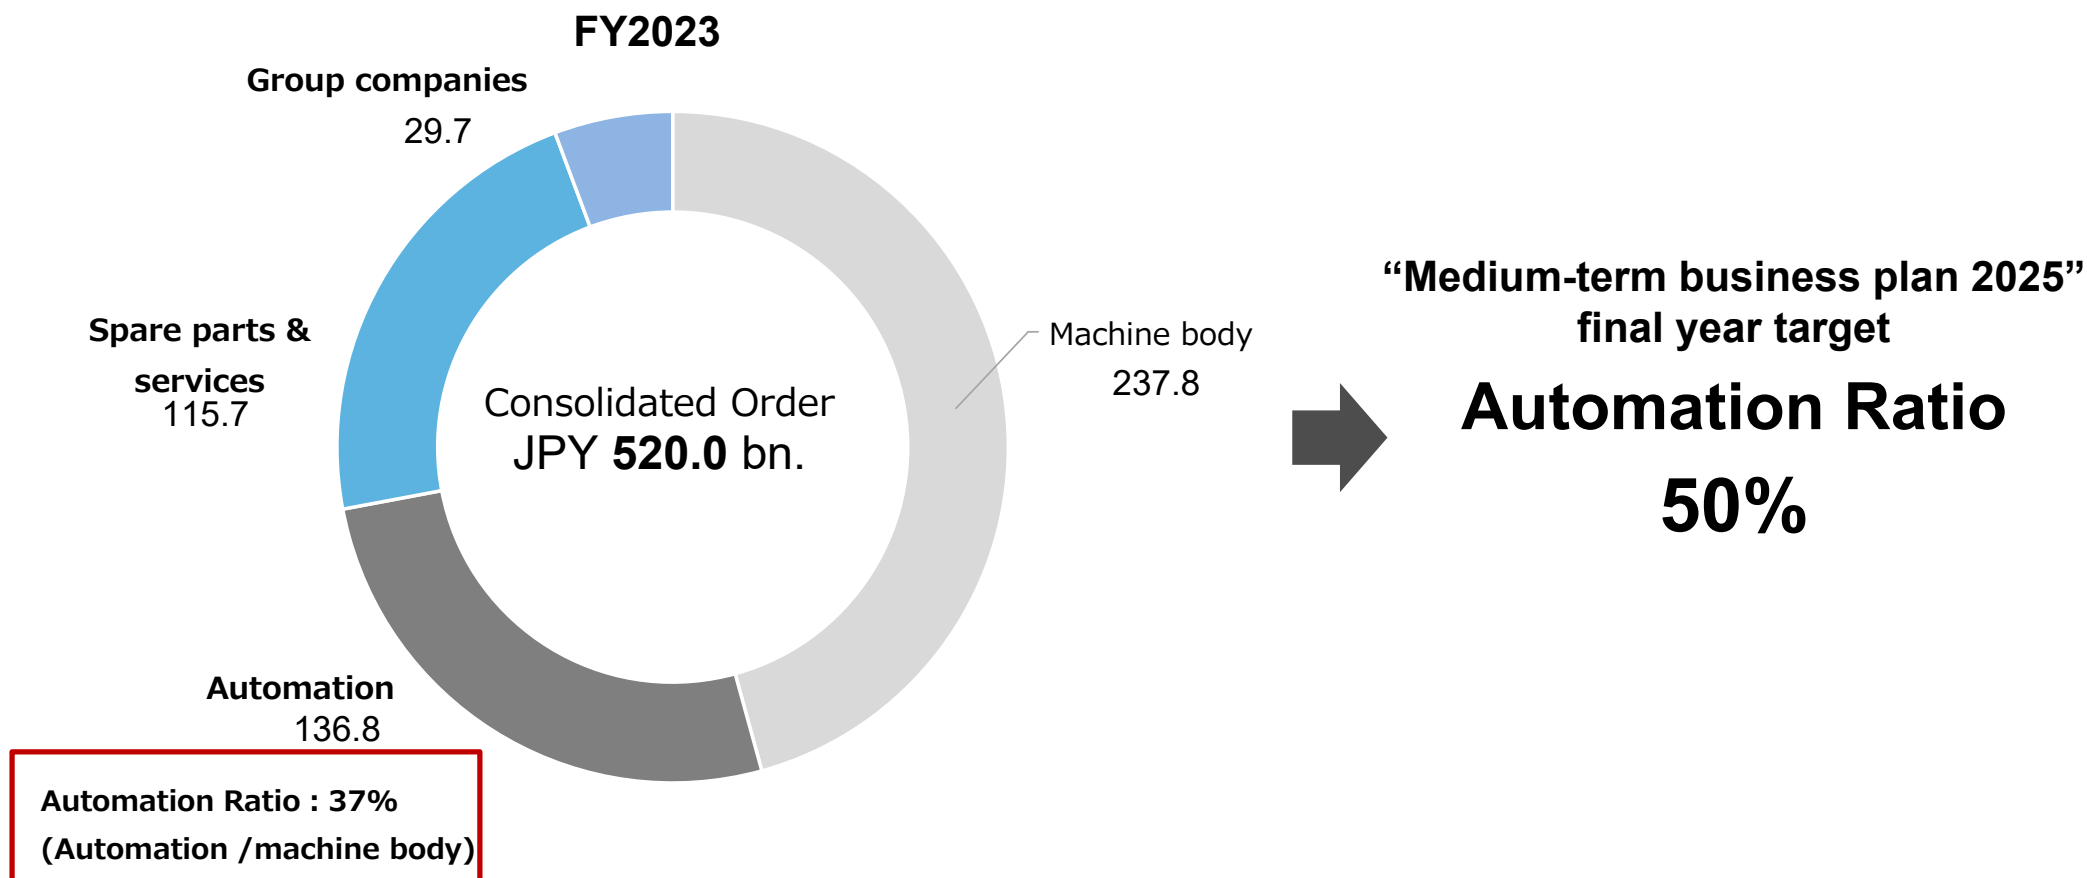 FY2023
Group companies
29.7
Spare parts &
services
115.7
Consolidated Order
JPY 520.0 bn.
Machine body
237.8
Automation
136.8
Automation Ratio : 37%
(Automation /machine body)
“Medium-term business plan 2025”
final year target
Automation Ratio
50%